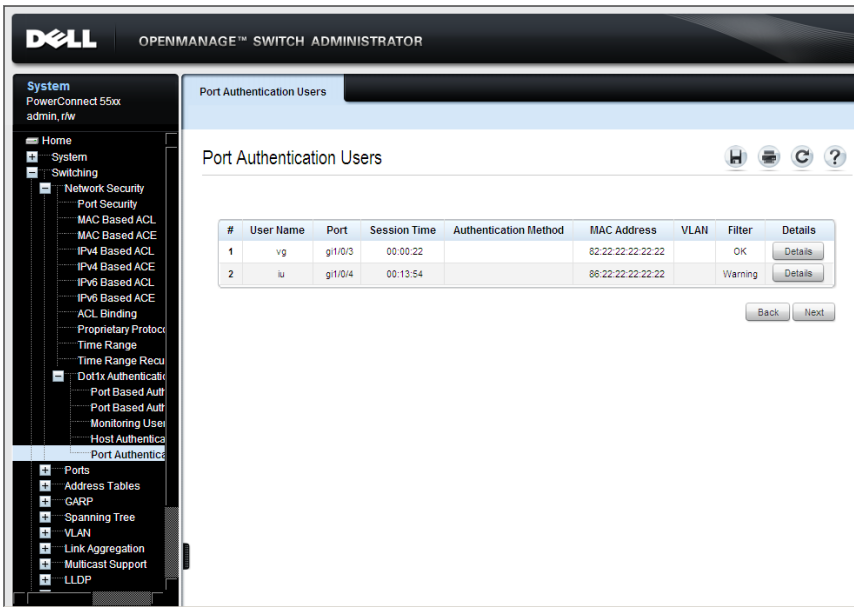 DELL
OPENMANAGE™ SWITCH ADMINISTRATOR
System
PowerConnect 55xx
admin, r/w
Home
System
Switching
Network Security
Port Security
MAC Based ACL
MAC Based ACE
IPv4 Based ACL
IPv4 Based ACE
IPv6 Based ACL
IPv6 Based ACE
ACL Binding
Proprietary Protoco
Time Range
Time Range Recu
Dot1x Authenticatio
Port Based Auth
Port Based Auth
Monitoring User
Host Authentica
Port Authentica
Ports
Address Tables
GARP
Spanning Tree
VLAN
Link Aggregation
Multicast Support
LLDP
Port Authentication Users
Port Authentication Users
?
# User Name Port Session Time Authentication Method MAC Address VLAN Filter Details
1 vg gi1/0/3 00:00:22 82:22:22:22:22:22 OK Details
2 iu gi1/0/4 00:13:54 86:22:22:22:22:22 Warning Details
Back Next